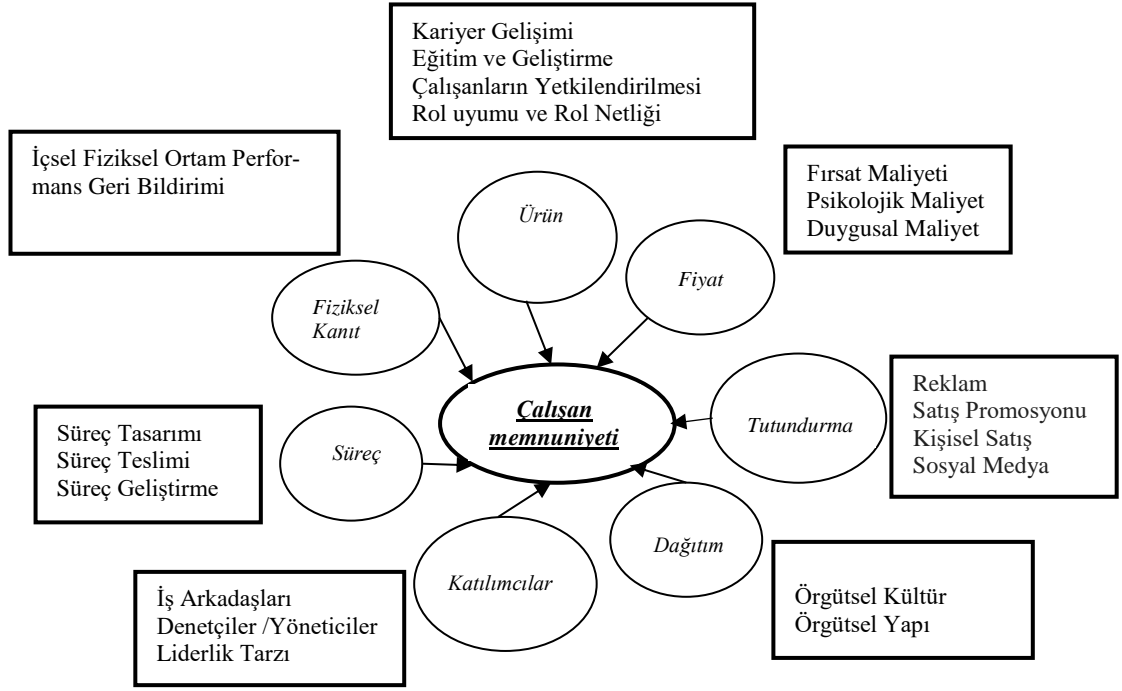 Kariyer Gelişimi
Eğitim ve Geliştirme
Çalışanların Yetkilendirilmesi
Rol uyumu ve Rol Netliği
İçsel Fiziksel Ortam Perfor-
mans Geri Bildirimi
Fırsat Maliyeti
Psikolojik Maliyet
Duygusal Maliyet
Ürün
Fiyat
Fiziksel
Kanıt
Çalışan
memnuniyeti
Tutundurma
Reklam
Satış Promosyonu
Kişisel Satış
Sosyal Medya
Süreç Tasarımı
Süreç Teslimi
Süreç Geliştirme
Süreç
Katılımcılar
Dağıtım
İş Arkadaşları
Denetçiler /Yöneticiler
Liderlik Tarzı
Örgütsel Kültür
Örgütsel Yapı